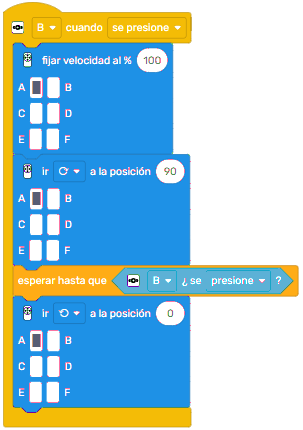 B cuando se presione
fijar velocidad al % 100
A B
C D
E F
ir a la posición 90
A B
C D
E F
esperar hasta que B ¿ se presione ?
ir a la posición 0
A B
C D
E F